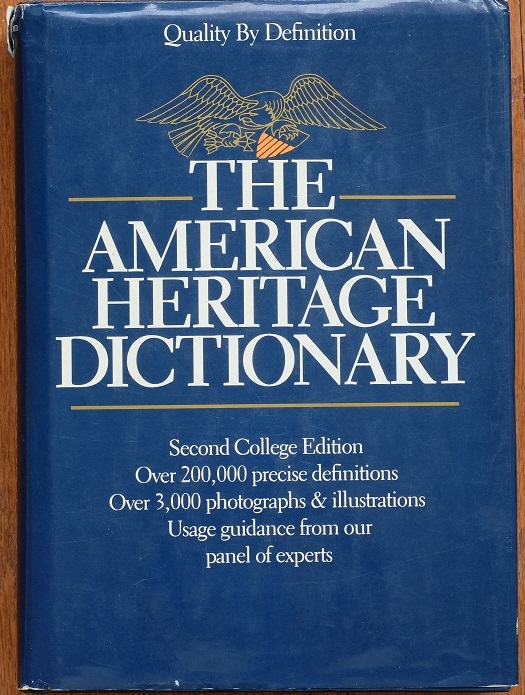 Quality By Definition
THE
AMERICAN
HERITAGE
DICTIONARY
Second College Edition
Over 200,000 precise definitions
Over 3,000 photographs & illustrations
Usage guidance from our
panel of experts